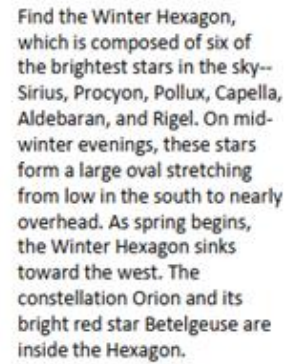 Find the Winter Hexagon,
which is composed of six of
the brightest stars in the sky--
Sirius, Procyon, Pollux, Capella,
Aldebaran, and Rigel. On mid-
winter evenings, these stars
form a large oval stretching
from low in the south to nearly
overhead. As spring begins,
the Winter Hexagon sinks
toward the west. The
constellation Orion and its
bright red star Betelgeuse are
inside the Hexagon.